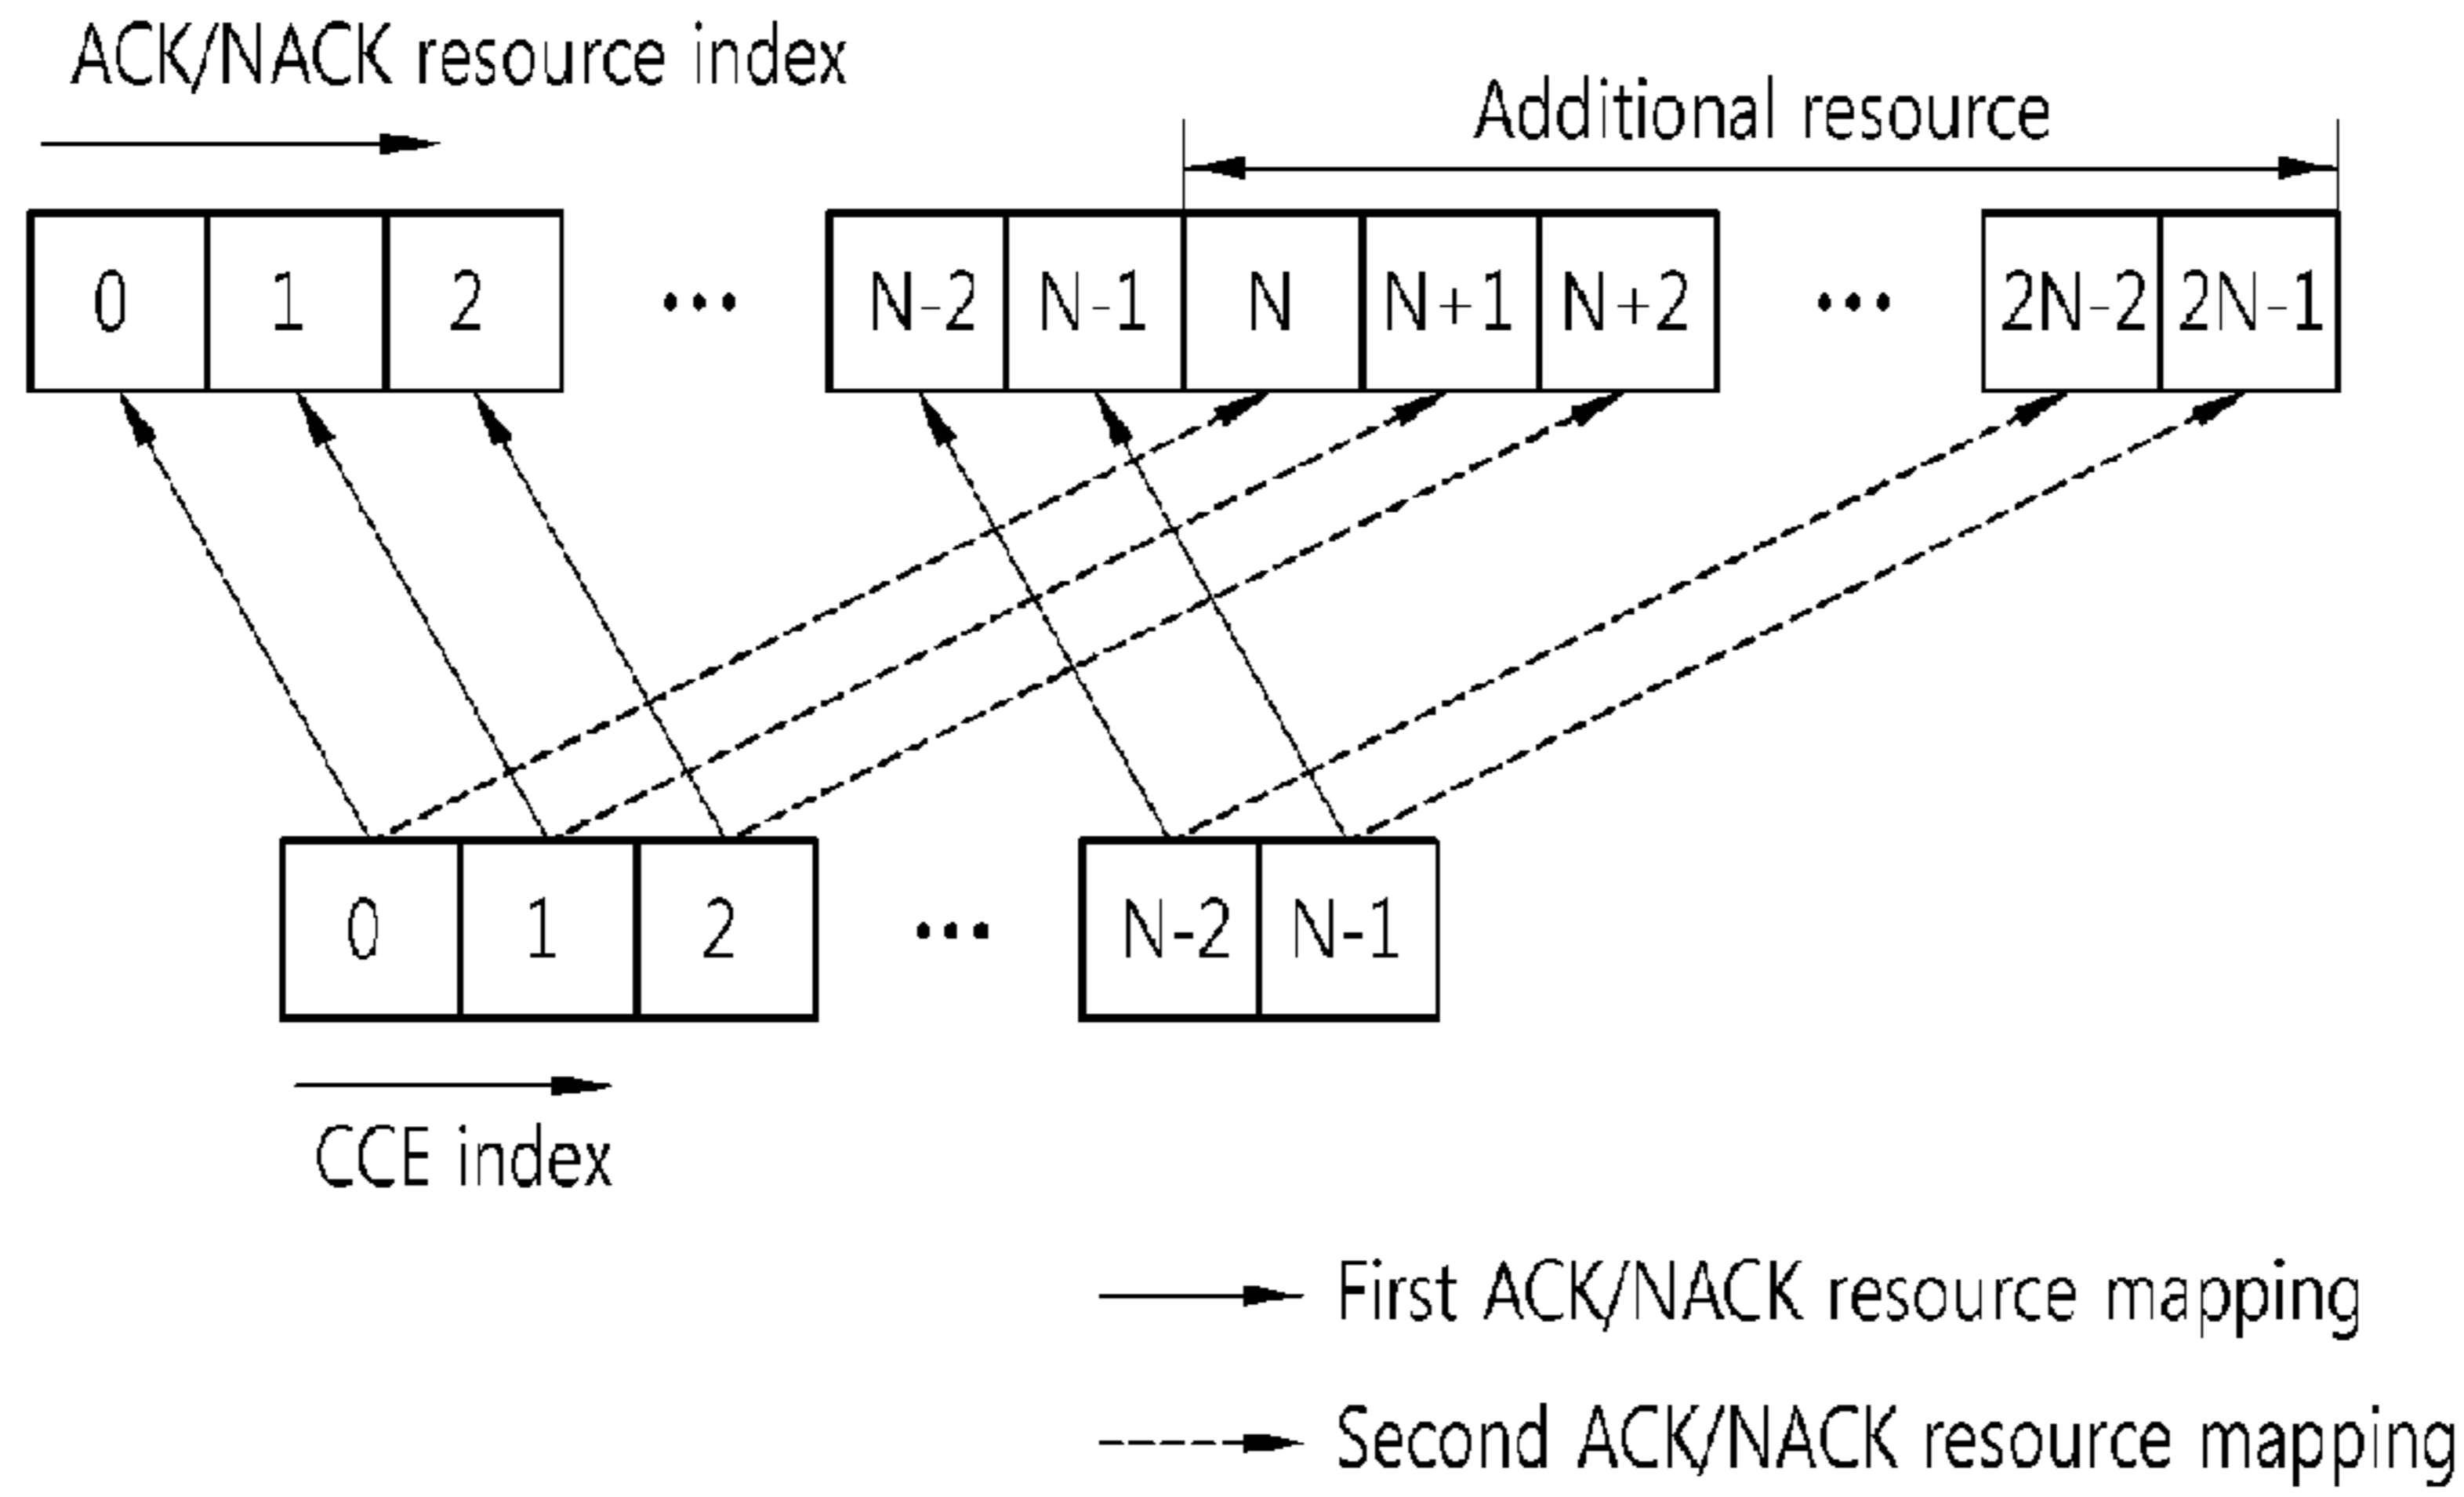 ACK/NACK resource index
Additional resource
0 1 2 ••• N-2 N-1 N N+1 N+2 ••• 2N-2 2N-1
0 1 2 ••• N-2 N-1
CCE index
First ACK/NACK resource mapping
Second ACK/NACK resource mapping